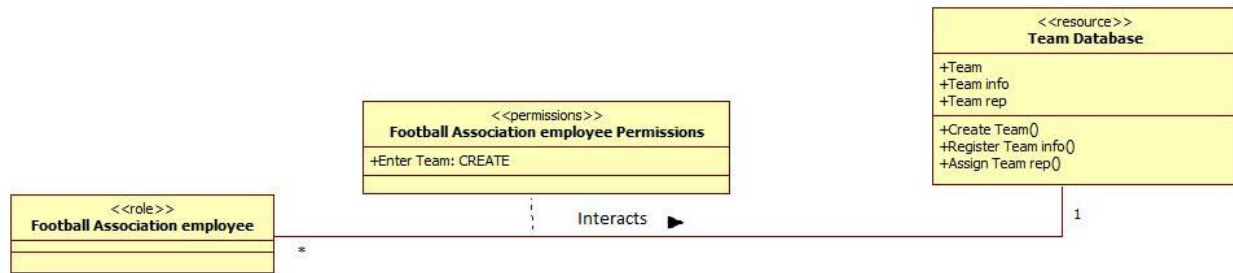 <<resource>>
Team Database
+Team
+Team info
+Team rep
+Create Team()
+Register Team info()
+Assign Team rep()
<<permissions>>
Football Association employee Permissions
+Enter Team: CREATE
<<role>>
Football Association employee
Interacts
1
*